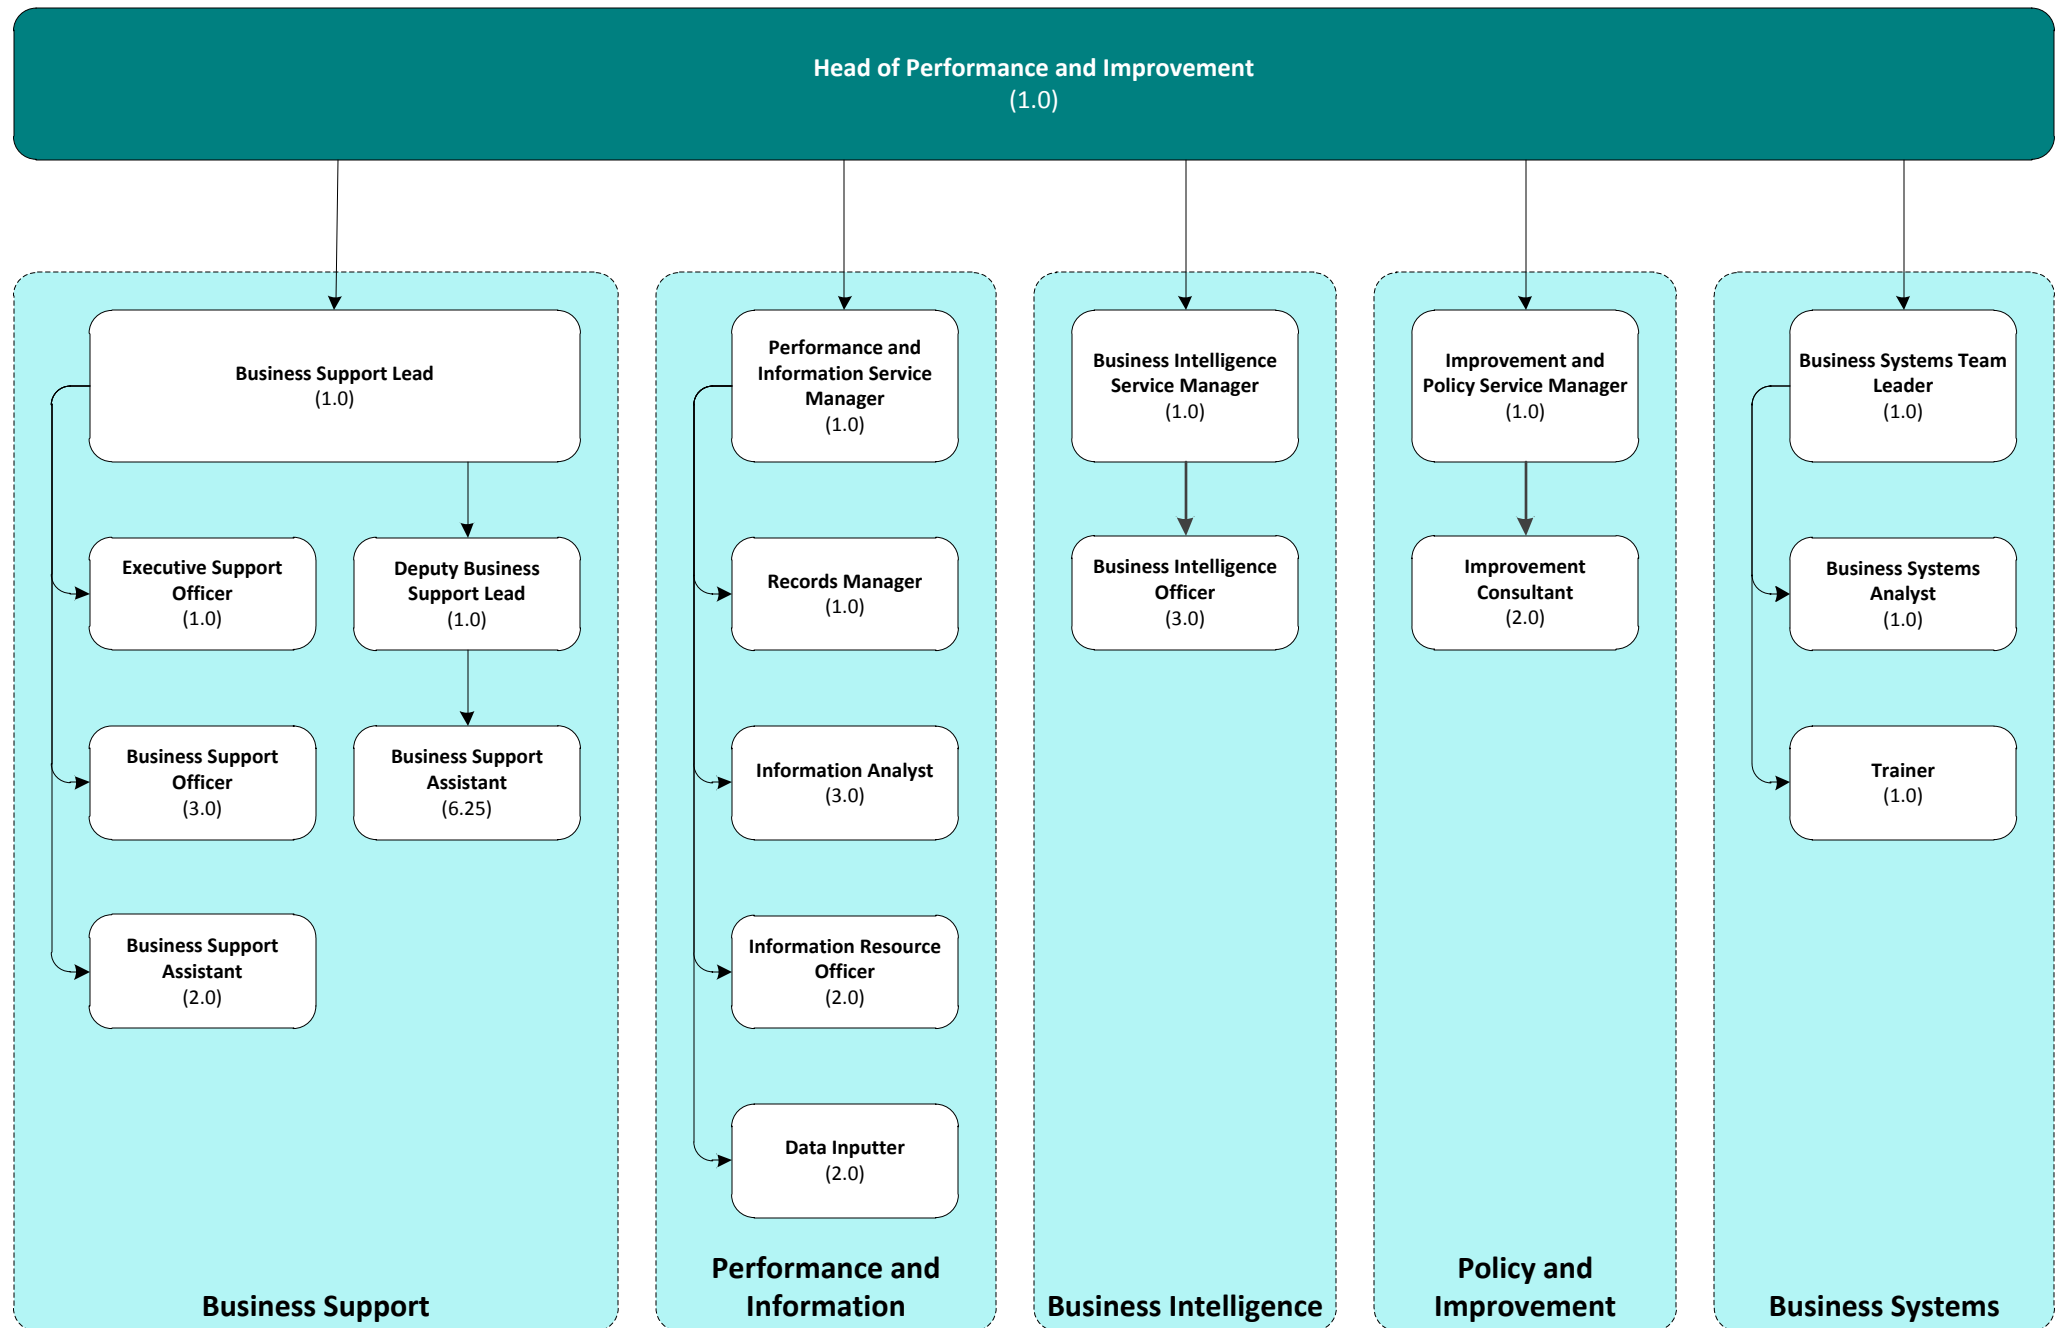 Head of Performance and Improvement
(1.0)
Business Support Lead
(1.0)
Executive Support
Officer
(1.0)
Deputy Business
Support Lead
(1.0)
Business Support
Officer
(3.0)
Business Support
Assistant
(6.25)
Business Support
Assistant
(2.0)
Business Support
Performance and
Information Service
Manager
(1.0)
Records Manager
(1.0)
Information Analyst
(3.0)
Information Resource
Officer
(2.0)
Data Inputter
(2.0)
Performance and
Information
Business Intelligence
Service Manager
(1.0)
Business Intelligence
Officer
(3.0)
Business Intelligence
Improvement and
Policy Service Manager
(1.0)
Improvement
Consultant
(2.0)
Policy and
Improvement
Business Systems Team
Leader
(1.0)
Business Systems
Analyst
(1.0)
Trainer
(1.0)
Business Systems